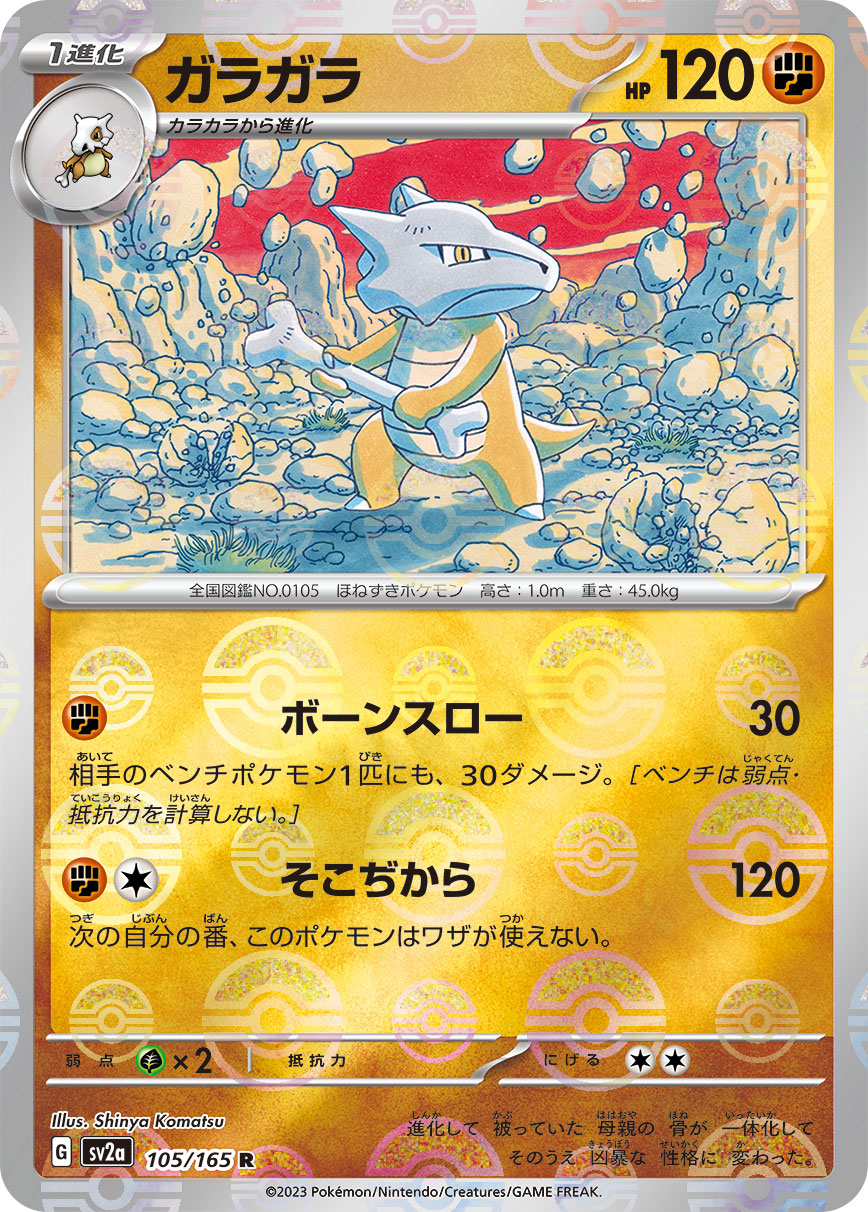 1進化
ガラガラ
HP 120
カラカラから進化
全国図鑑NO.0105 ほねずきポケモン 高さ:1.0m 重さ:45.0kg
ボーンスロー 30
相手のベンチポケモン1匹にも、30ダメージ。[ベンチは弱点・
抵抗力を計算しない。]
そこぢから 120
次の自分の番、このポケモンはワザが使えない。
弱点 ×2 抵抗力 にげる
Illus. Shinya Komatsu
G sv2a 105/165 R
進化して 被っていた 母親の 骨が 一体化して
そのうえ 凶暴な 性格に 変わった。
©2023 Pokémon/Nintendo/Creatures/GAME FREAK.